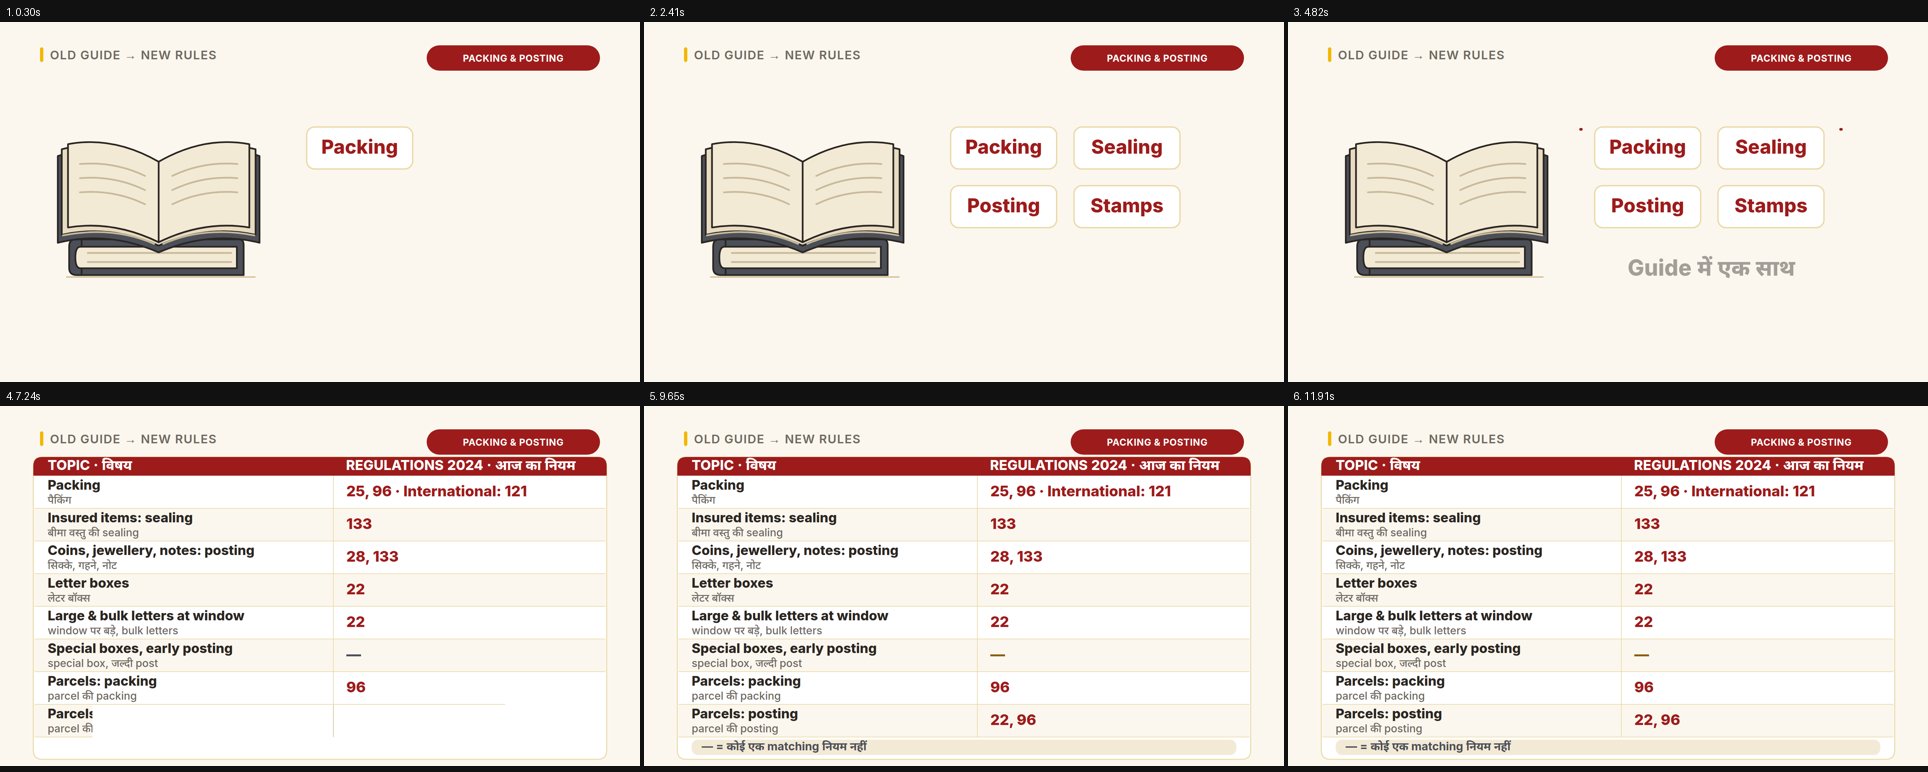 1. 0.30s
OLD GUIDE → NEW RULES
PACKING & POSTING
Packing
2. 2.41s
OLD GUIDE → NEW RULES
PACKING & POSTING
Packing
Sealing
Posting
Stamps
3. 4.82s
OLD GUIDE → NEW RULES
PACKING & POSTING
Packing
Sealing
Posting
Stamps
Guide में एक साथ
4. 7.24s
OLD GUIDE → NEW RULES
PACKING & POSTING
TOPIC · विषय REGULATIONS 2024 · आज का नियम
Packing
पैकिंग
25, 96 · International: 121
Insured items: sealing
बीमा वस्तु की sealing
133
Coins, jewellery, notes: posting
सिक्के, गहने, नोट
28, 133
Letter boxes
लेटर बॉक्स
22
Large & bulk letters at window
window पर बड़े, bulk letters
22
Special boxes, early posting
special box, जल्दी post
—
Parcels: packing
parcel की packing
96
Parcels
parcel की
5. 9.65s
OLD GUIDE → NEW RULES
PACKING & POSTING
TOPIC · विषय REGULATIONS 2024 · आज का नियम
Packing
पैकिंग
25, 96 · International: 121
Insured items: sealing
बीमा वस्तु की sealing
133
Coins, jewellery, notes: posting
सिक्के, गहने, नोट
28, 133
Letter boxes
लेटर बॉक्स
22
Large & bulk letters at window
window पर बड़े, bulk letters
22
Special boxes, early posting
special box, जल्दी post
—
Parcels: packing
parcel की packing
96
Parcels: posting
parcel की posting
22, 96
— = कोई एक matching नियम नहीं
6. 11.91s
OLD GUIDE → NEW RULES
PACKING & POSTING
TOPIC · विषय REGULATIONS 2024 · आज का नियम
Packing
पैकिंग
25, 96 · International: 121
Insured items: sealing
बीमा वस्तु की sealing
133
Coins, jewellery, notes: posting
सिक्के, गहने, नोट
28, 133
Letter boxes
लेटर बॉक्स
22
Large & bulk letters at window
window पर बड़े, bulk letters
22
Special boxes, early posting
special box, जल्दी post
—
Parcels: packing
parcel की packing
96
Parcels: posting
parcel की posting
22, 96
— = कोई एक matching नियम नहीं